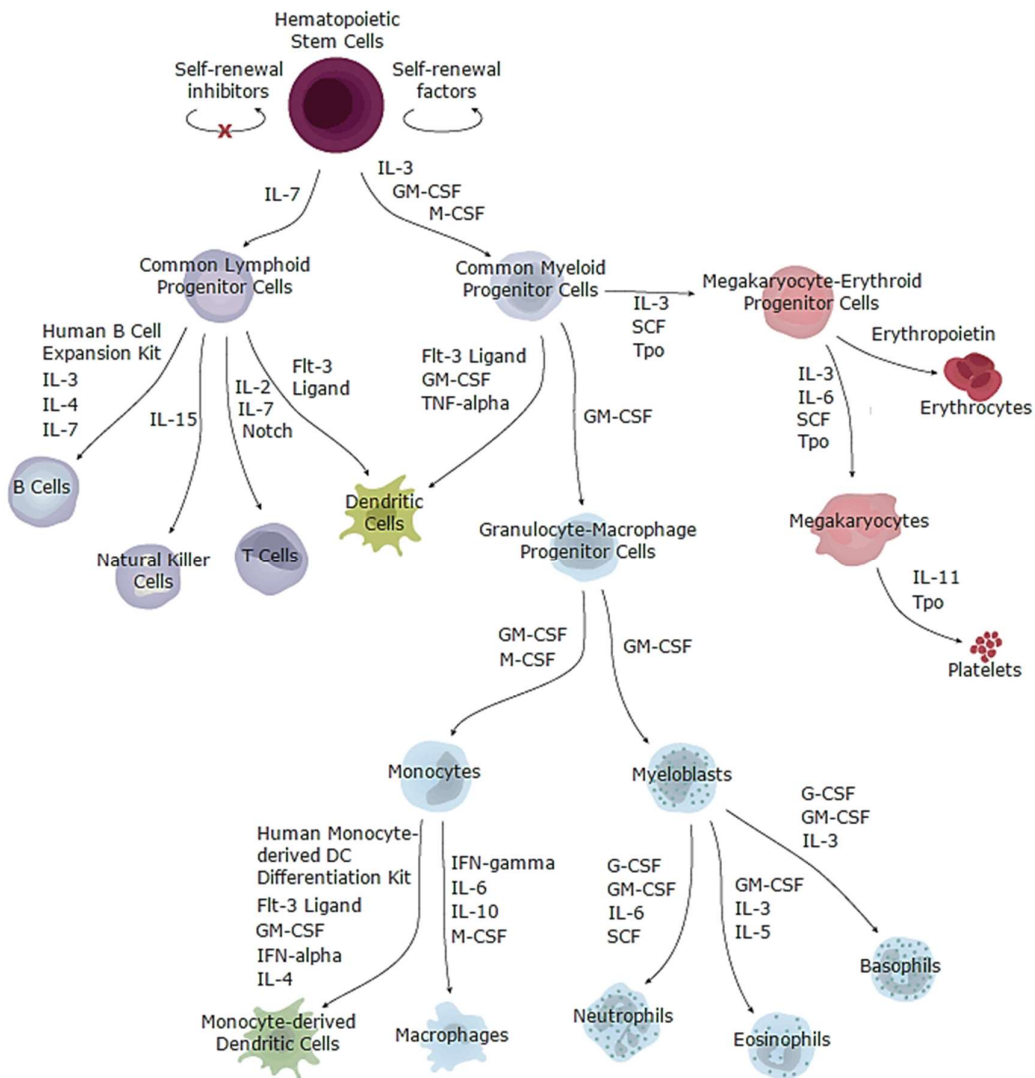 Hematopoietic
Stem Cells
Self-renewal
inhibitors
X
Self-renewal
factors
IL-7
IL-3
GM-CSF
M-CSF
Common Lymphoid
Progenitor Cells
Common Myeloid
Progenitor Cells
Megakaryocyte-Erythroid
Progenitor Cells
IL-3
SCF
Tpo
Human B Cell
Expansion Kit
IL-3
IL-4
IL-7
IL-15
IL-2
IL-7
Notch
Flt-3
Ligand
Flt-3 Ligand
GM-CSF
TNF-alpha
GM-CSF
Erythropoietin
Erythrocytes
IL-3
IL-6
SCF
Tpo
B Cells
Natural Killer
Cells
T Cells
Dendritic
Cells
Granulocyte-Macrophage
Progenitor Cells
Megakaryocytes
IL-11
Tpo
Platelets
GM-CSF
M-CSF
GM-CSF
Monocytes
Myeloblasts
Human Monocyte-
derived DC
Differentiation Kit
Flt-3 Ligand
GM-CSF
IFN-alpha
IL-4
IFN-gamma
IL-6
IL-10
M-CSF
G-CSF
GM-CSF
IL-6
SCF
GM-CSF
IL-3
IL-5
G-CSF
GM-CSF
IL-3
Monocyte-derived
Dendritic Cells
Macrophages
Neutrophils
Eosinophils
Basophils